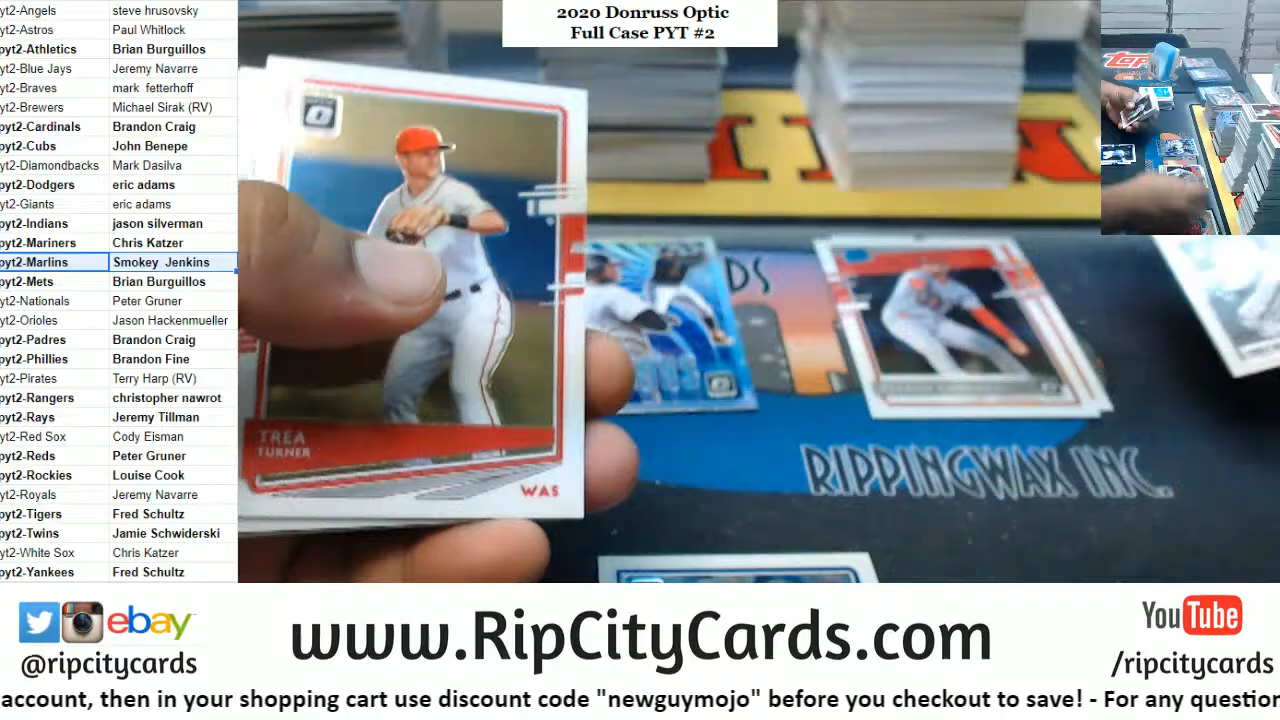 2020 Donruss Optic
Full Case PYT #2
yt2-Angels steve hrusovsky
yt2-Astros Paul Whitlock
pyt2-Athletics Brian Burguillos
yt2-Blue Jays Jeremy Navarre
yt2-Braves mark fetterhoff
yt2-Brewers Michael Sirak (RV)
pyt2-Cardinals Brandon Craig
pyt2-Cubs John Benepe
yt2-Diamondbacks Mark Dasilva
pyt2-Dodgers eric adams
yt2-Giants eric adams
pyt2-Indians jason silverman
pyt2-Mariners Chris Katzer
pyt2-Marlins Smokey Jenkins
pyt2-Mets Brian Burguillos
yt2-Nationals Peter Gruner
yt2-Orioles Jason Hackenmueller
pyt2-Padres Brandon Craig
pyt2-Phillies Brandon Fine
yt2-Pirates Terry Harp (RV)
pyt2-Rangers christopher nawrot
pyt2-Rays Jeremy Tillman
yt2-Red Sox Cody Elsman
pyt2-Reds Peter Gruner
pyt2-Rockies Louise Cook
yt2-Royals Jeremy Navarre
pyt2-Tigers Fred Schultz
pyt2-Twins Jamie Schwiderski
yt2-White Sox Chris Katzer
pyt2-Yankees Fred Schultz
TREA
TURNER
WAS
RIPPINGWAX INC.
ebay
@ripcitycards
www.RipCityCards.com
YouTube
/ripcitycards
account, then in your shopping cart use discount code "newguymojo" before you checkout to save! - For any question